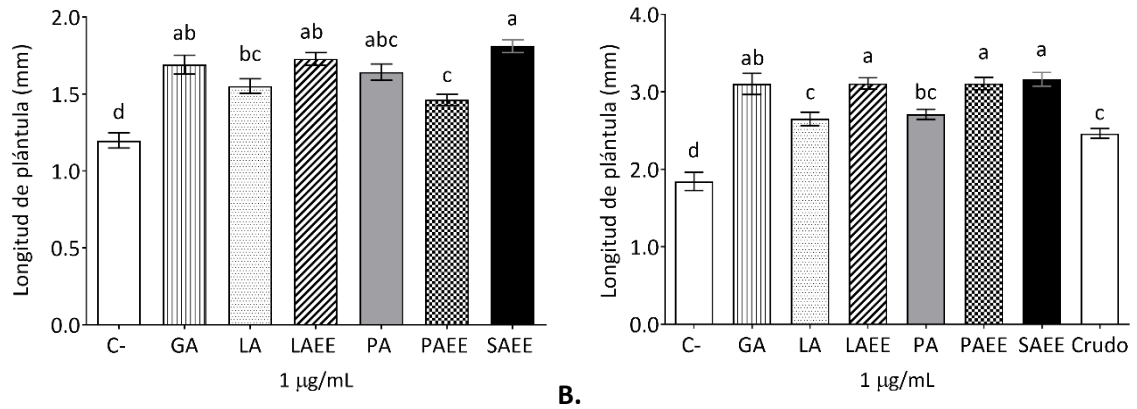 Longitud de plántula (mm)
2.0
1.5
1.0
0.5
0.0
d
ab
bc
ab
abc
c
a
C-
GA
LA
LAEE
PA
PAEE
SAEE
1 µg/mL
B.
Longitud de plántula (mm)
4.0
3.0
2.0
1.0
0.0
d
ab
c
a
bc
a
a
c
C-
GA
LA
LAEE
PA
PAEE
SAEE
Crudo
1 µg/mL